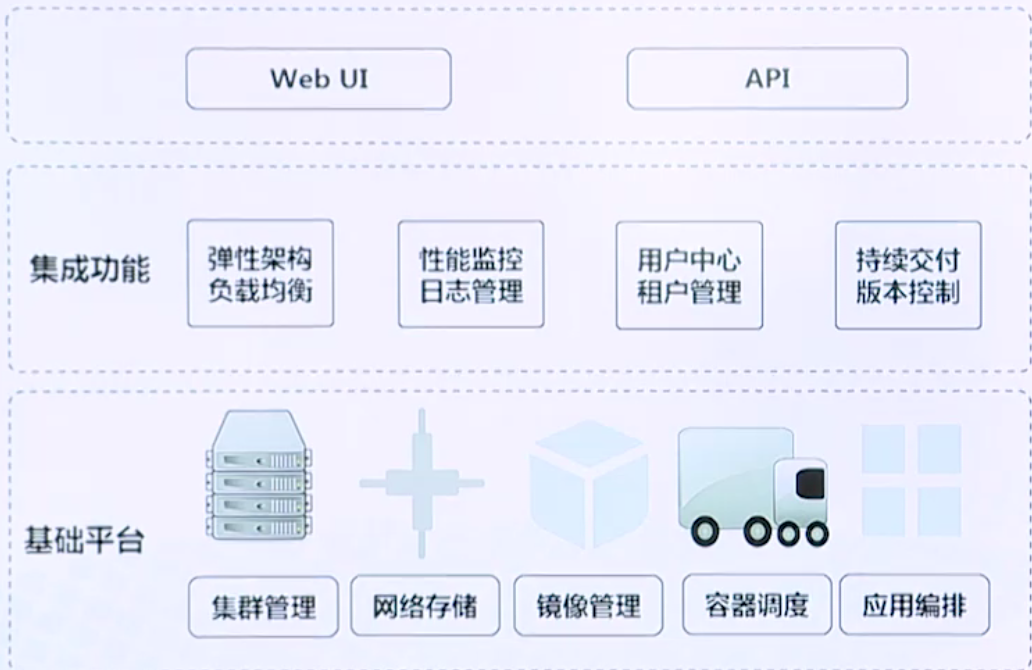 Web UI
API
集成功能
弹性架构
负载均衡
性能监控
日志管理
用户中心
租户管理
持续交付
版本控制
基础平台
集群管理
网络存储
镜像管理
容器调度
应用编排